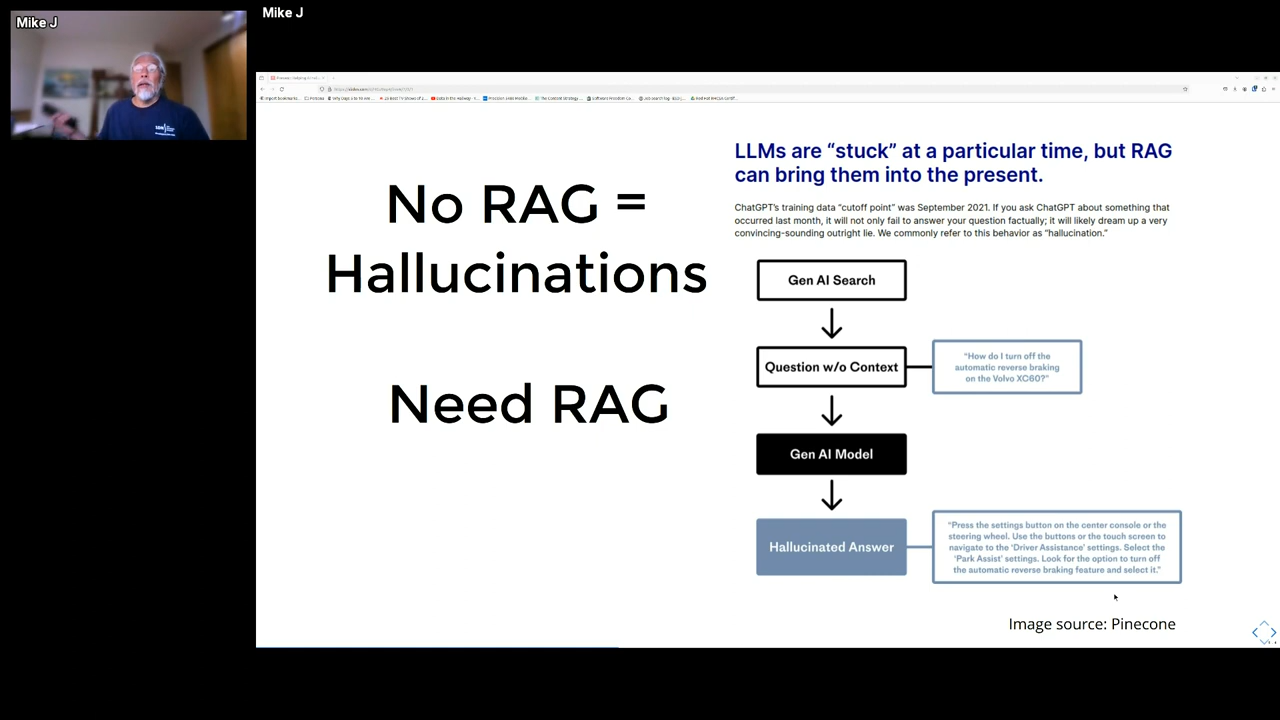 Mike J
Mike J
No RAG =
Hallucinations
Need RAG
LLMs are “stuck” at a particular time, but RAG
can bring them into the present.
ChatGPT’s training data “cutoff point” was September 2021. If you ask ChatGPT about something that
occurred last month, it will not only fail to answer your question factually; it will likely dream up a very
convincing-sounding outright lie. We commonly refer to this behavior as “hallucination.”
Gen AI Search
Question w/o Context
“How do I turn off the
automatic reverse braking
on the Volvo XC60?”
Gen AI Model
Hallucinated Answer
“Press the settings button on the center console or the
steering wheel. Use the buttons or the touch screen to
navigate to the ‘Driver Assistance’ settings. Select the
‘Park Assist’ settings. Look for the option to turn off
the automatic reverse braking feature and select it.”
Image source: Pinecone